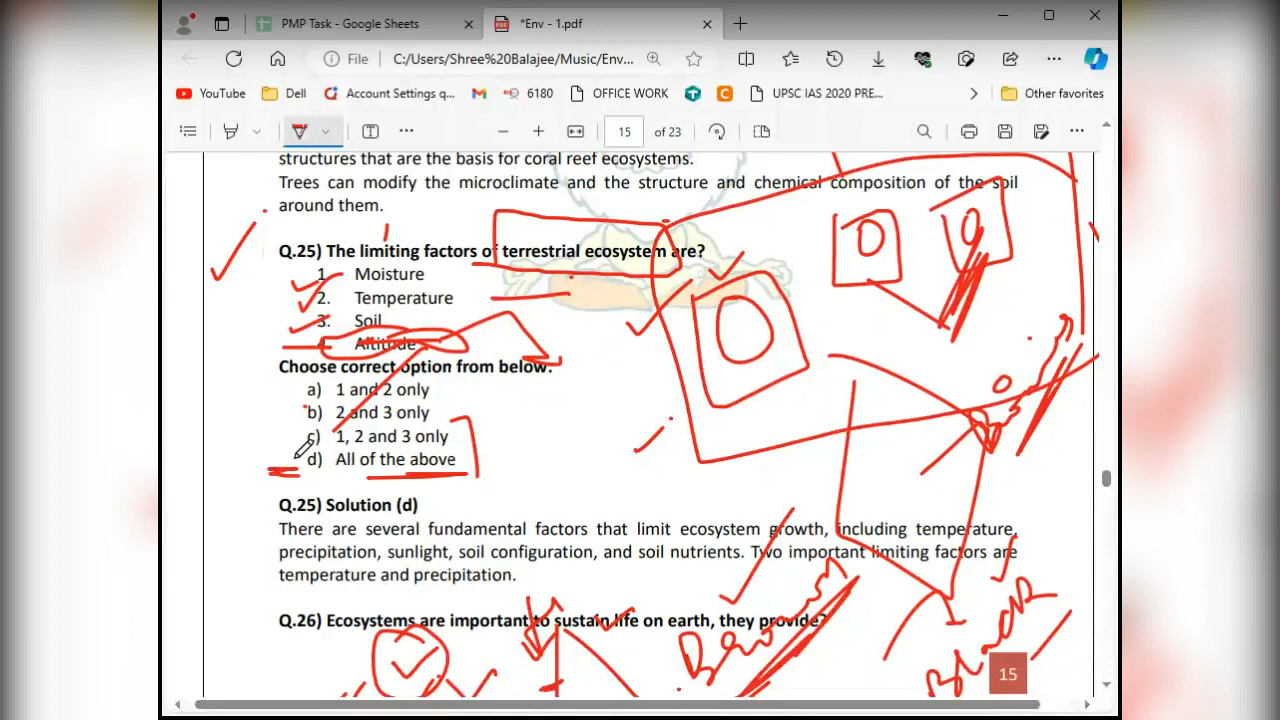 PMP Task - Google Sheets
*Env - 1.pdf
File
C:/Users/Shree%20Balajee/Music/Env...
YouTube
Dell
Account Settings q...
6180
OFFICE WORK
UPSC IAS 2020 PRE...
Other favorites
15 of 23
structures that are the basis for coral reef ecosystems.
Trees can modify the microclimate and the structure and chemical composition of the soil
around them.
Q.25) The limiting factors of terrestrial ecosystem are?
1. Moisture
2. Temperature
3. Soil
4. Altitude
Choose correct option from below:
a) 1 and 2 only
b) 2 and 3 only
c) 1, 2 and 3 only
d) All of the above
Q.25) Solution (d)
There are several fundamental factors that limit ecosystem growth, including temperature,
precipitation, sunlight, soil configuration, and soil nutrients. Two important limiting factors are
temperature and precipitation.
Q.26) Ecosystems are important to sustain life on earth, they provide?
15